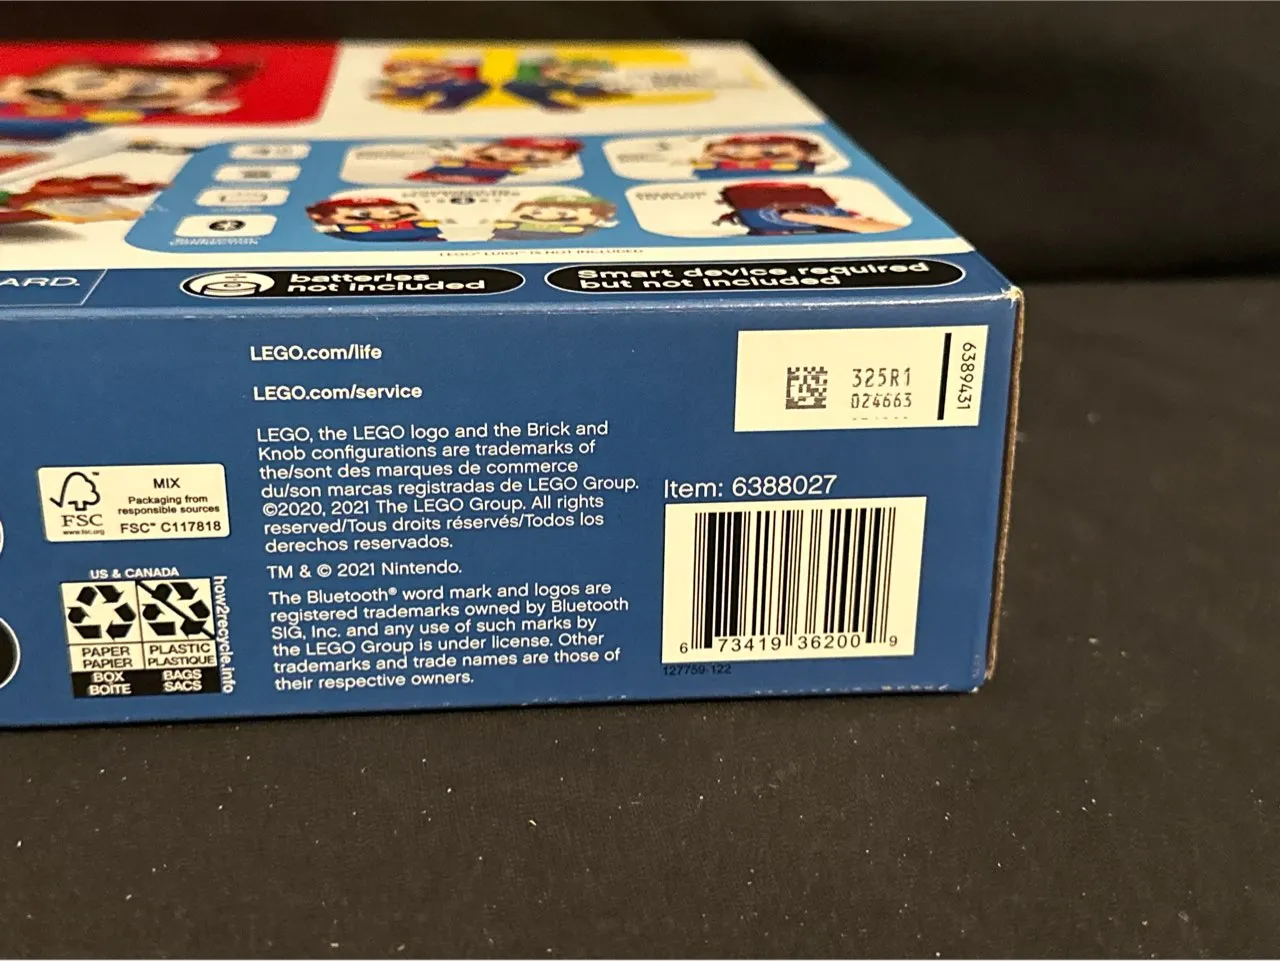 ARD.
batteries
not included
Smart device required
but not included
LEGO.com/life
LEGO.com/service
LEGO, the LEGO logo and the Brick and
Knob configurations are trademarks of
the/sont des marques de commerce
du/son marcas registradas de LEGO Group.
©2020, 2021 The LEGO Group. All rights
reserved/Tous droits réservés/Todos los
derechos reservados.
TM & © 2021 Nintendo.
The Bluetooth® word mark and logos are
registered trademarks owned by Bluetooth
SIG, Inc. and any use of such marks by
the LEGO Group is under license. Other
trademarks and trade names are those of
their respective owners.
FSC
www.fsc.org
MIX
Packaging from
responsible sources
FSC™ C117818
US & CANADA
PAPER
PAPIER
BOX
BOÎTE
PLASTIC
PLASTIQUE
BAGS
SACS
how2recycle.info
325R1
024663
6389431
Item: 6388027
6 73419 36200 9
127759-122